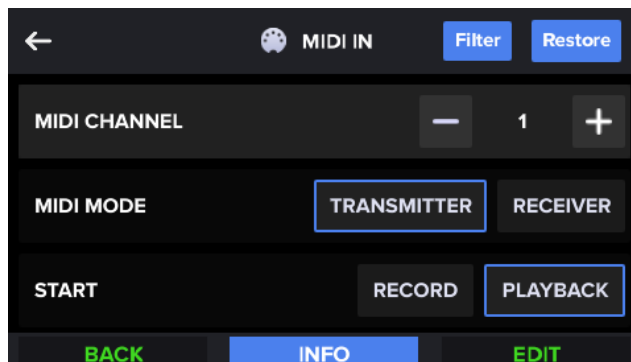 MIDI IN Filter Restore
MIDI CHANNEL 1
MIDI MODE TRANSMITTER RECEIVER
START RECORD PLAYBACK
BACK INFO EDIT